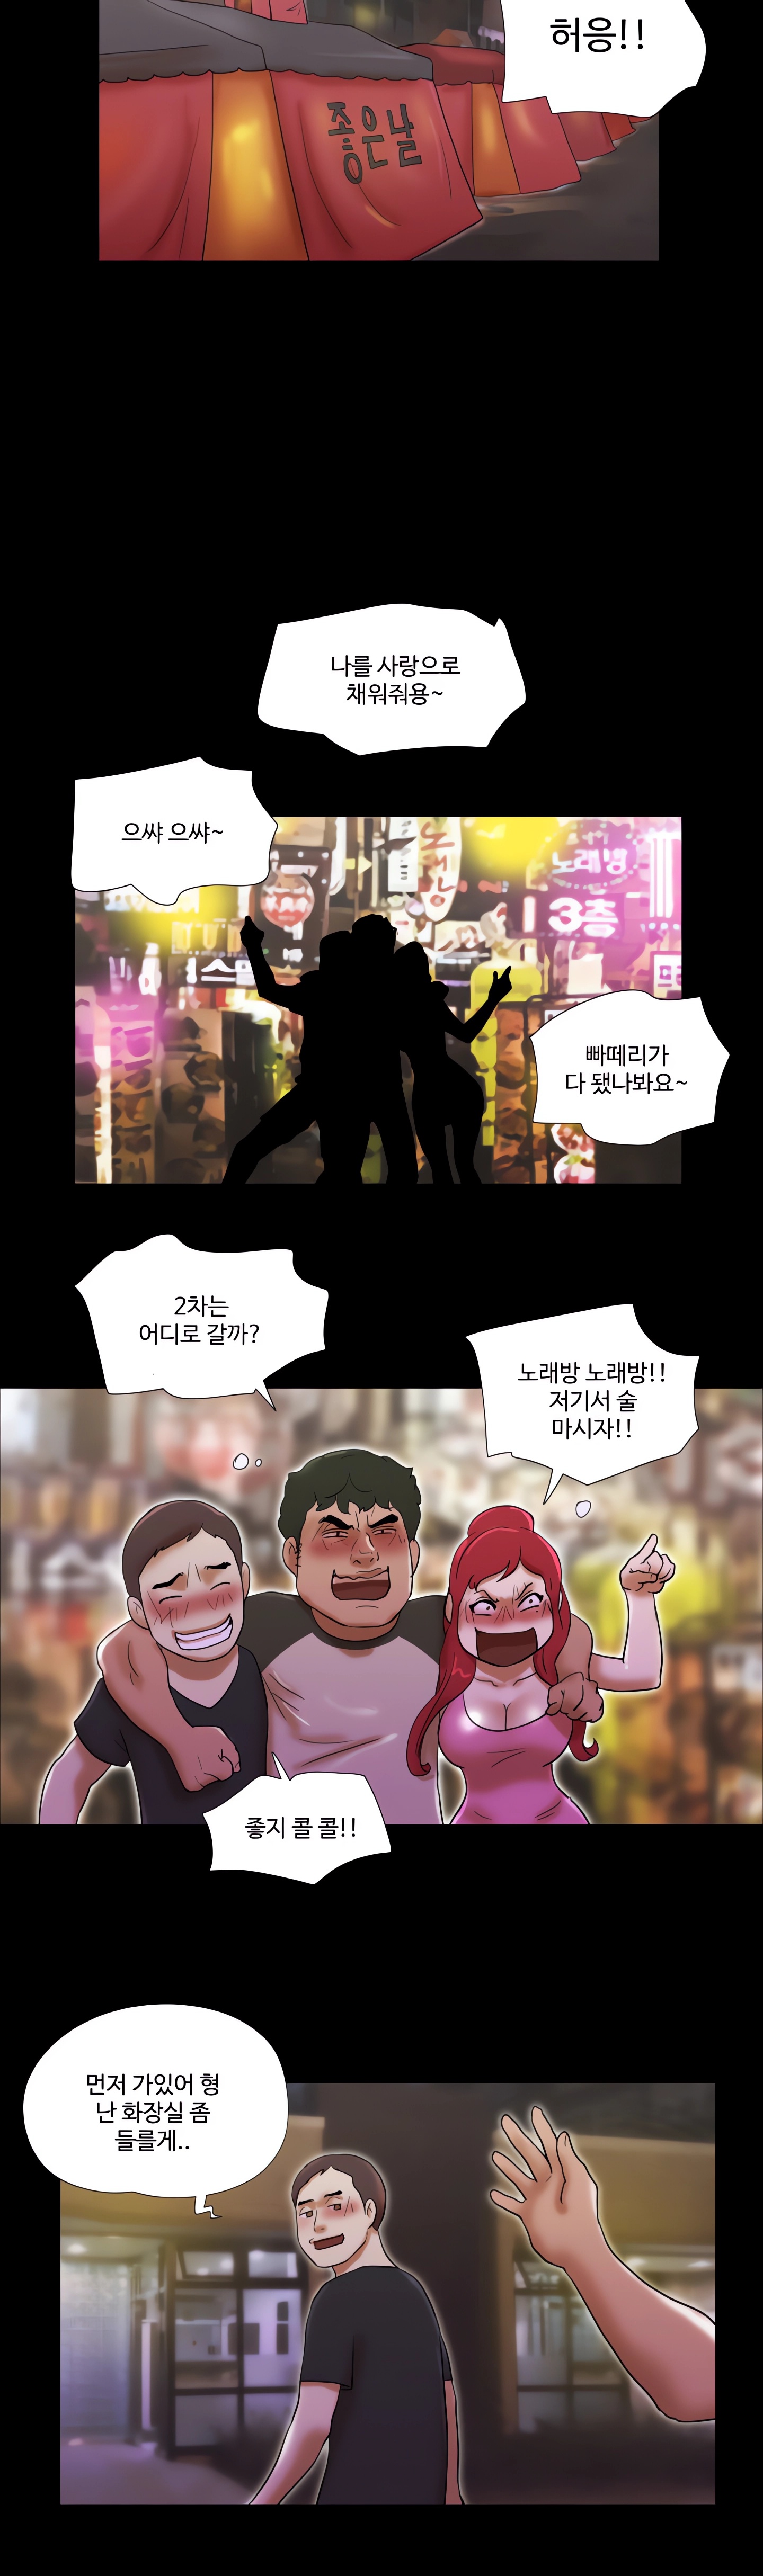 허응!!
좋은날
나를 사랑으로
채워줘용~
으쌰 으쌰~
노래방
노래방
3층
빠떼리가
다 됐나봐요~
2차는
어디로 갈까?
노래방 노래방!!
저기서 술
마시자!!
좋지 콜 콜!!
먼저 가있어 형
난 화장실 좀
들를게..